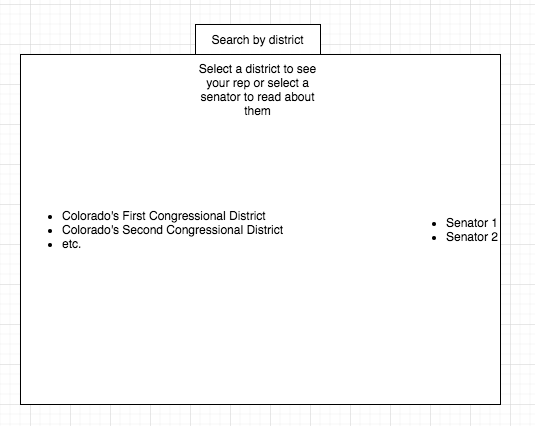 Search by district
Select a district to see
your rep or select a
senator to read about
them
Colorado's First Congressional District
Colorado's Second Congressional District
etc.
Senator 1
Senator 2